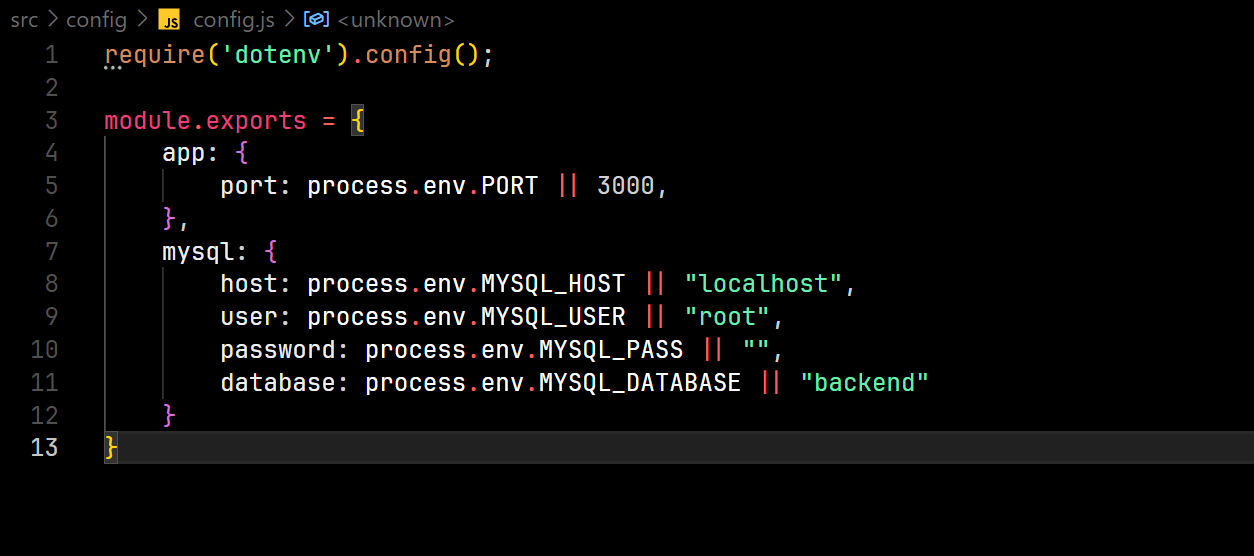 src > config > JS config.js > <unknown>
1 require('dotenv').config();
2
3 module.exports = {
4     app: {
5         port: process.env.PORT || 3000,
6     },
7     mysql: {
8         host: process.env.MYSQL_HOST || "localhost",
9         user: process.env.MYSQL_USER || "root",
10         password: process.env.MYSQL_PASS || "",
11         database: process.env.MYSQL_DATABASE || "backend"
12     }
13 }